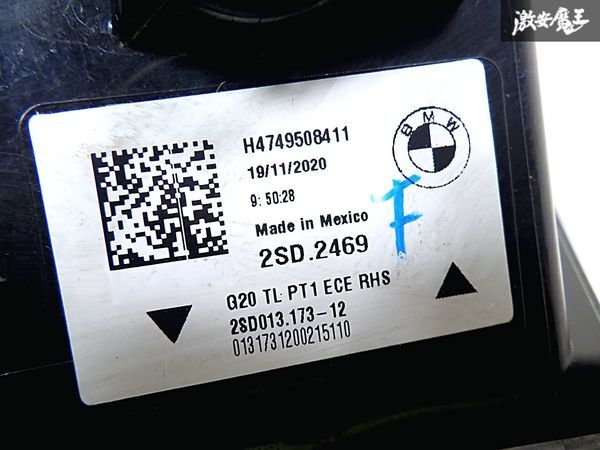 激安魔王
H4749508411
19/11/2020
9: 50:28
Made in Mexico
2SD.2469
BMW
G20 TL PT1 ECE RHS
2SD013.173-12
0131731200215110